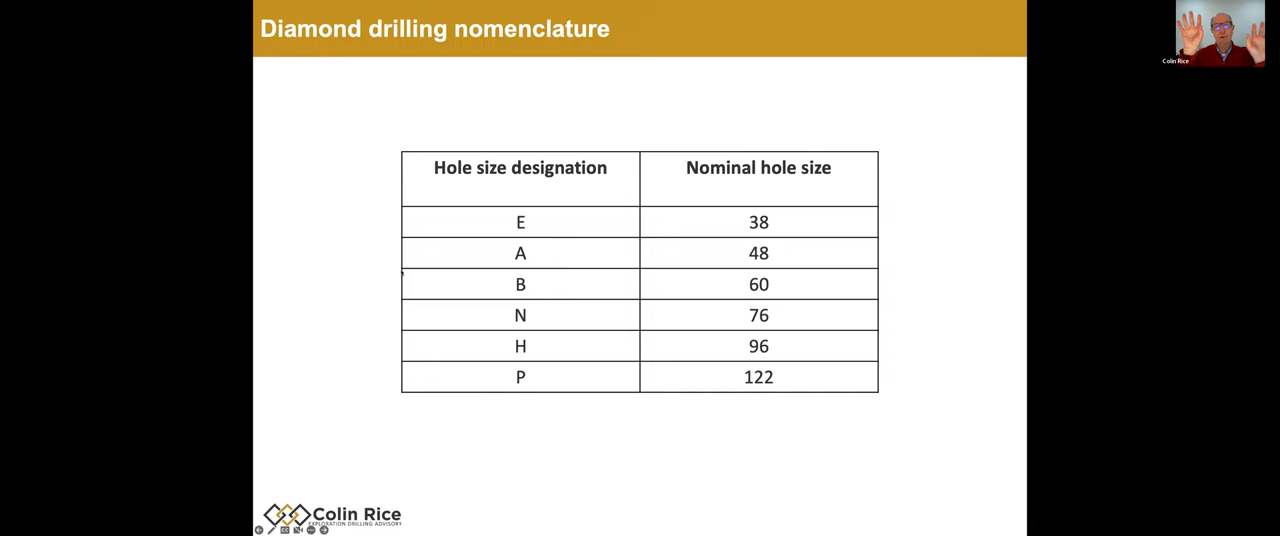 Diamond drilling nomenclature
Colin Rice
Hole size designation Nominal hole size
E 38
A 48
B 60
N 76
H 96
P 122
Colin Rice
EXPLORATION DRILLING ADVISORY